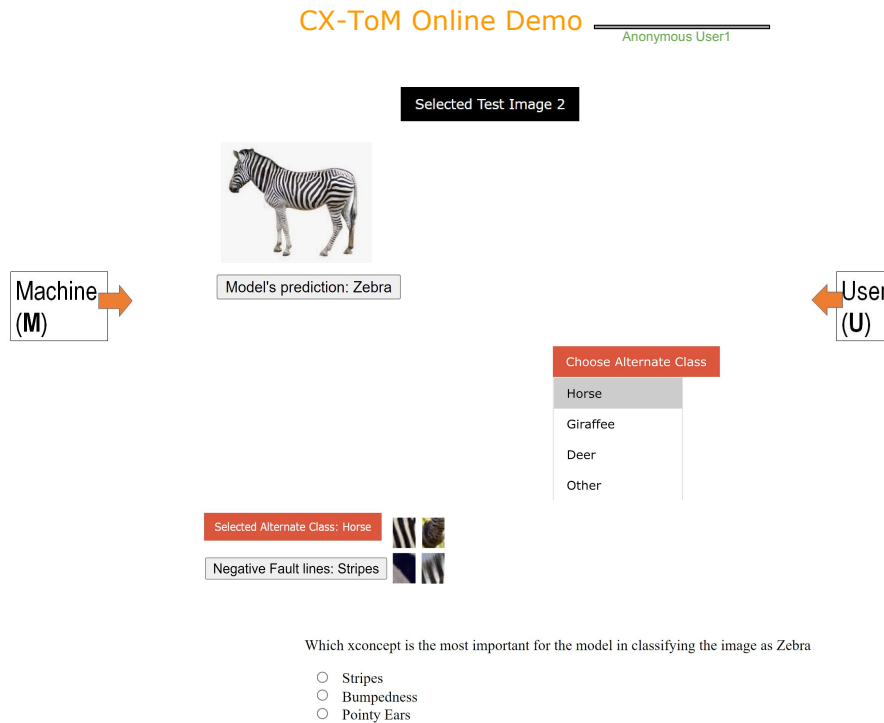 CX-ToM Online Demo
Anonymous User1
Selected Test Image 2
Model's prediction: Zebra
Machine
(M)
User
(U)
Choose Alternate Class
Horse
Giraffee
Deer
Other
Selected Alternate Class: Horse
Negative Fault lines: Stripes
Which xconcept is the most important for the model in classifying the image as Zebra
Stripes
Bumpedness
Pointy Ears